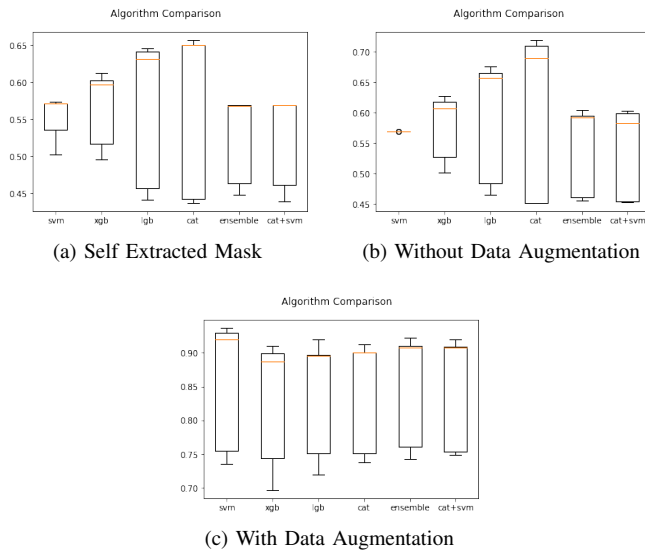 Algorithm Comparison
0.65
0.60
0.55
0.50
0.45
svm xgb lgb cat ensemble cat+svm
(a) Self Extracted Mask
Algorithm Comparison
0.70
0.65
0.60
0.55
0.50
0.45
svm xgb lgb cat ensemble cat+svm
(b) Without Data Augmentation
Algorithm Comparison
0.90
0.85
0.80
0.75
0.70
svm xgb lgb cat ensemble cat+svm
(c) With Data Augmentation